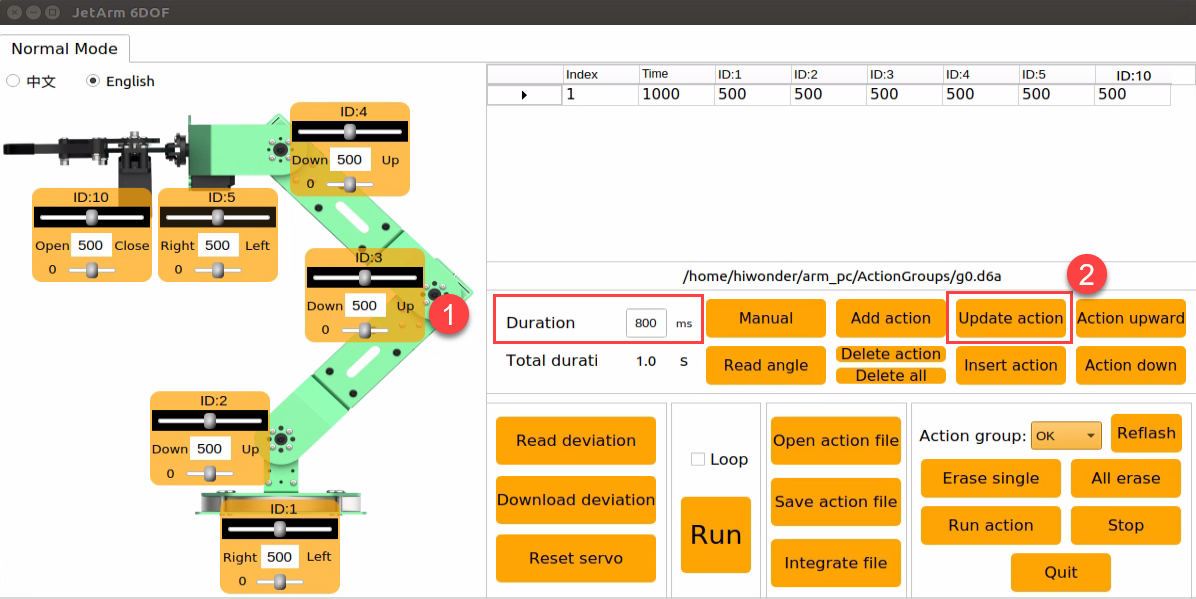 JetArm 6DOF
Normal Mode
中文 English
Index Time ID:1 ID:2 ID:3 ID:4 ID:5 ID:10
1 1000 500 500 500 500 500 500
ID:4
Down 500 Up
0
ID:10
Open 500 Close
0
ID:5
Right 500 Left
0
ID:3
Down 500 Up
0
1
ID:2
Down 500 Up
0
ID:1
Right 500 Left
0
/home/hiwonder/arm_pc/ActionGroups/g0.d6a
2
Duration 800 ms
Manual Add action Update action Action upward
Total durati 1.0 S
Read angle Delete action Insert action Action down
Delete all
Read deviation
Download deviation
Reset servo
Loop
Run
Open action file
Save action file
Integrate file
Action group: OK Reflash
Erase single All erase
Run action Stop
Quit